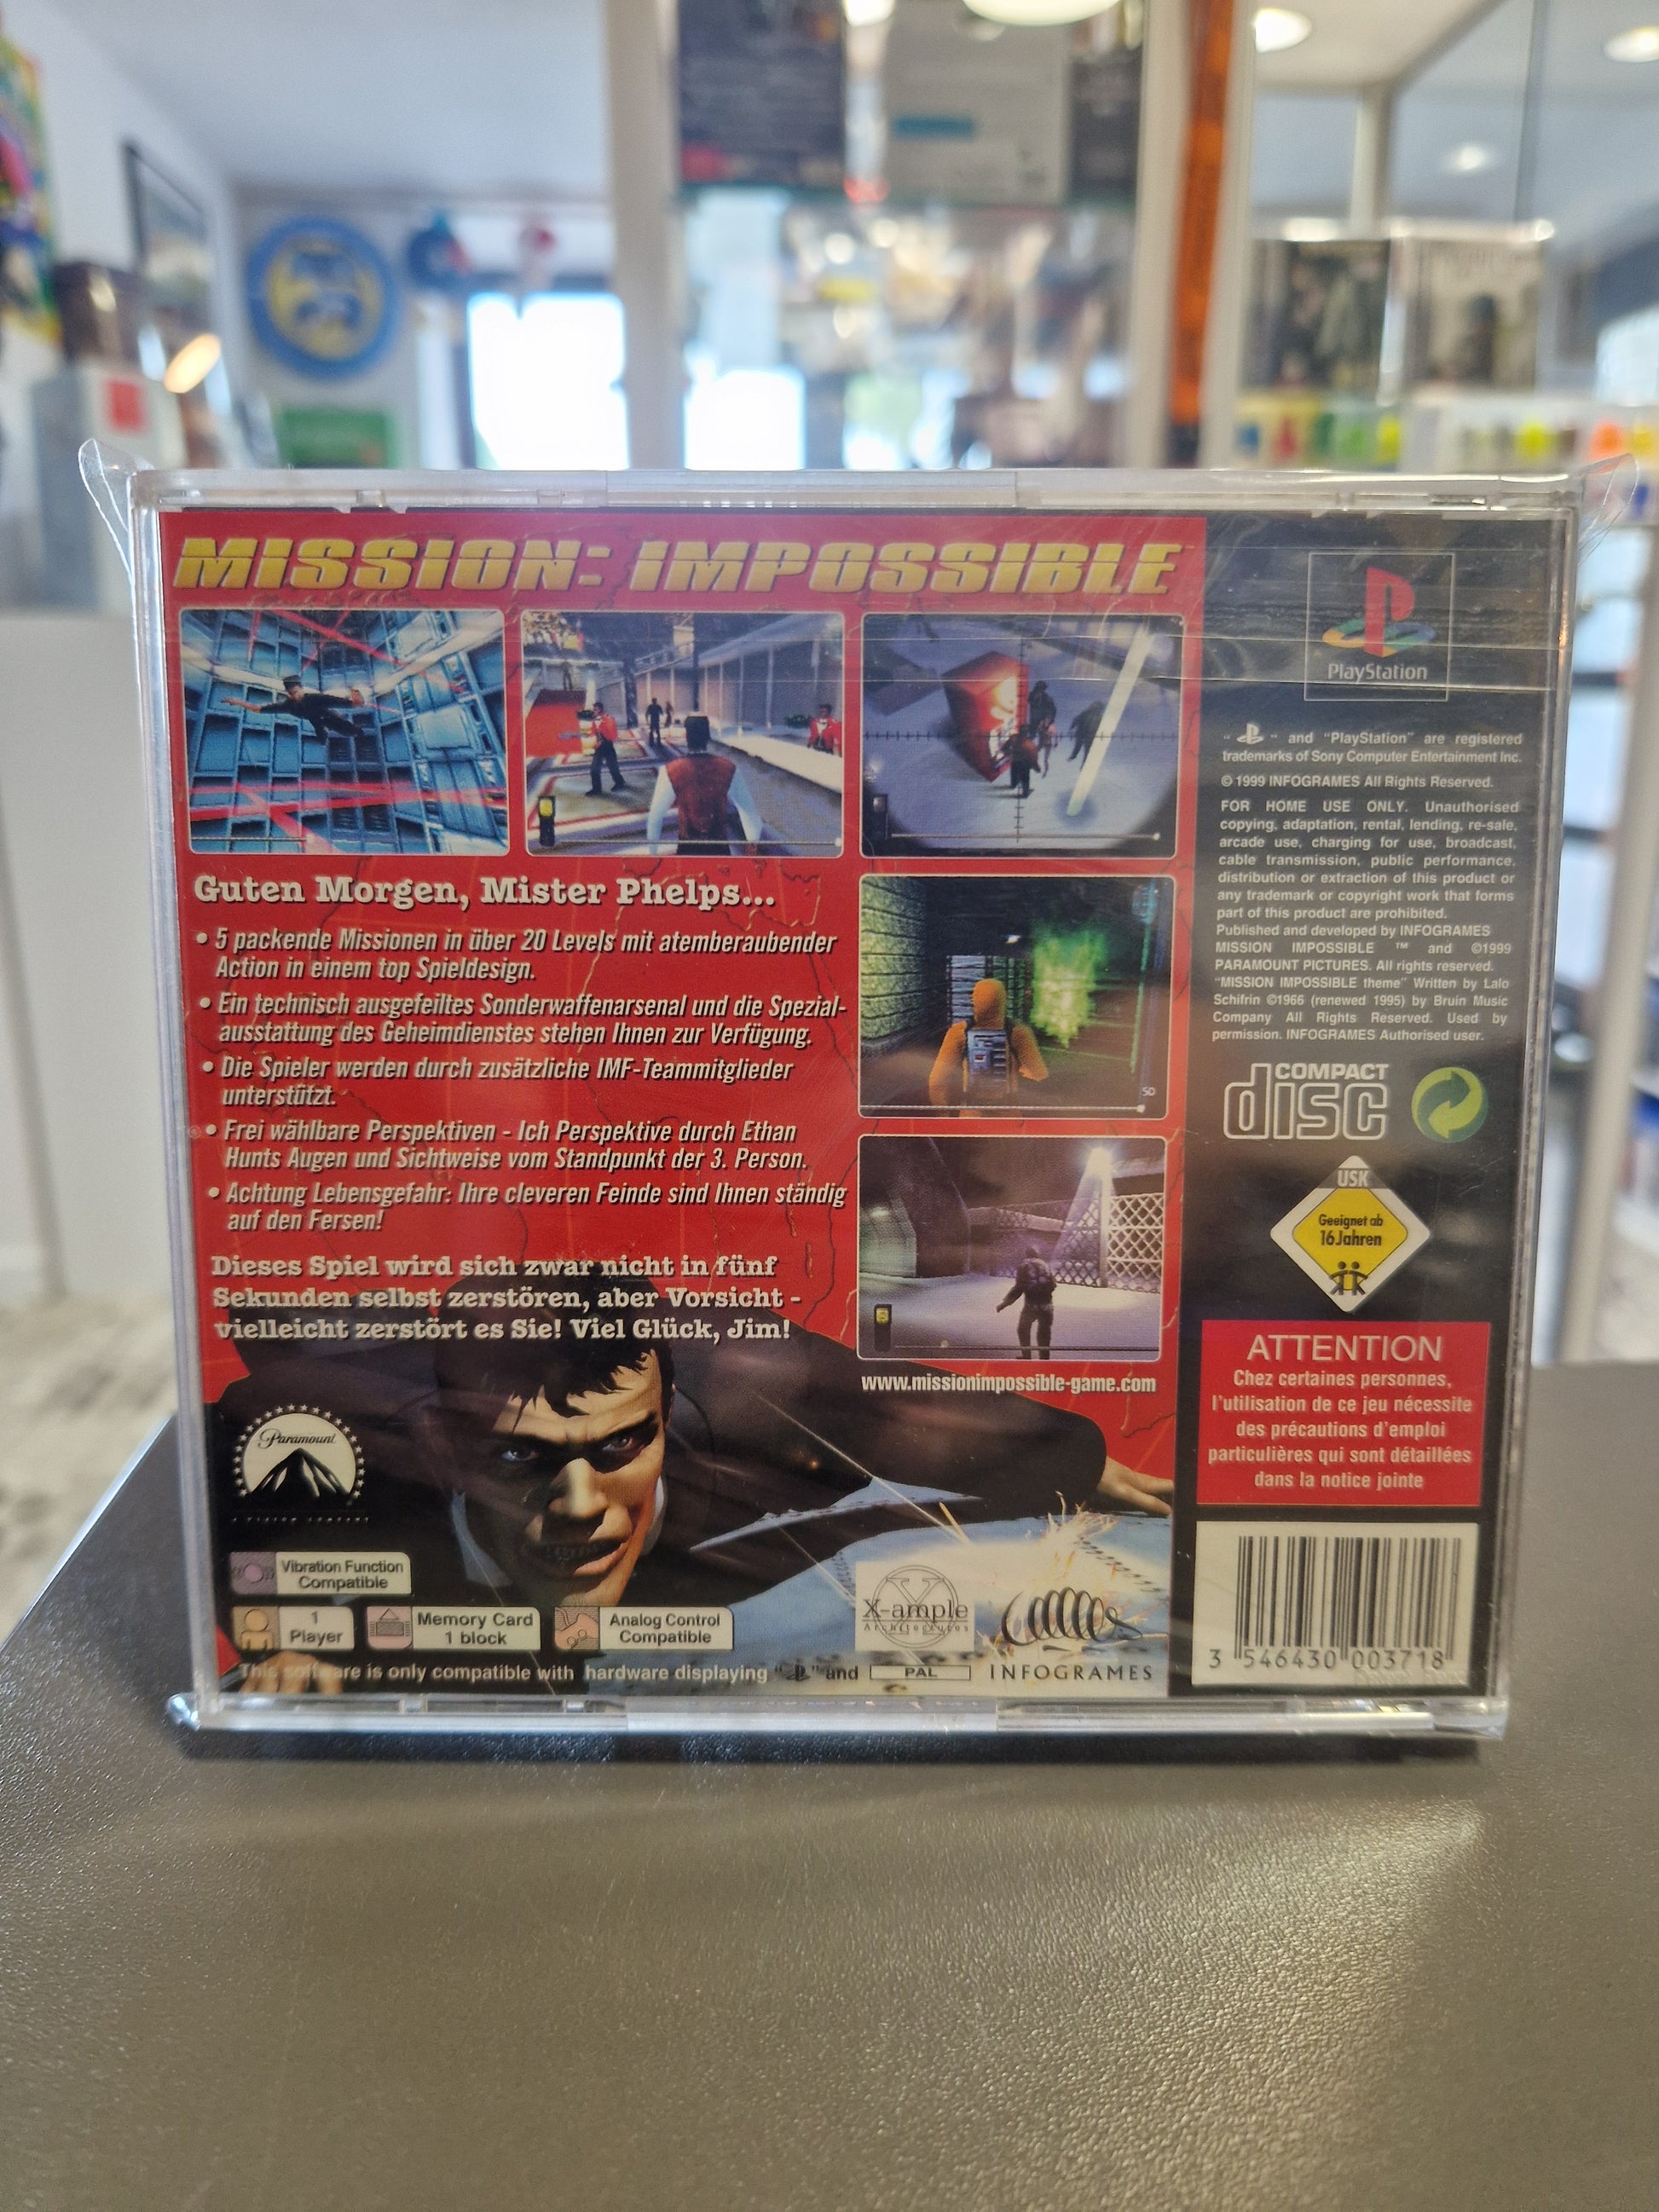 MISSION: IMPOSSIBLE
Guten Morgen, Mister Phelps...
• 5 packende Missionen in über 20 Levels mit atemberaubender
Action in einem top Spieldesign.
• Ein technisch ausgefeiltes Sonderwaffenarsenal und die Spezial-
ausstattung des Geheimdienstes stehen Ihnen zur Verfügung.
• Die Spieler werden durch zusätzliche IMF-Teammitglieder
unterstützt.
• Frei wählbare Perspektiven - Ich Perspektive durch Ethan
Hunts Augen und Sichtweise vom Standpunkt der 3. Person.
• Achtung Lebensgefahr: Ihre cleveren Feinde sind Ihnen ständig
auf den Fersen!
Dieses Spiel wird sich zwar nicht in fünf
Sekunden selbst zerstören, aber Vorsicht -
vielleicht zerstört es Sie! Viel Glück, Jim!
50
www.missionimpossible-game.com
Paramount
Vibration Function
Compatible
1
Player
Memory Card
1 block
Analog Control
Compatible
X-ample
Architectures
INFOGRAMES
This software is only compatible with hardware displaying " " and PAL
PlayStation
" " and "PlayStation" are registered
trademarks of Sony Computer Entertainment Inc.
© 1999 INFOGRAMES All Rights Reserved.
FOR HOME USE ONLY. Unauthorised
copying, adaptation, rental, lending, re-sale,
arcade use, charging for use, broadcast,
cable transmission, public performance,
distribution or extraction of this product or
any trademark or copyright work that forms
part of this product are prohibited.
Published and developed by INFOGRAMES
MISSION IMPOSSIBLE ™ and ©1999
PARAMOUNT PICTURES. All rights reserved.
"MISSION IMPOSSIBLE theme" Written by Lalo
Schifrin ©1966 (renewed 1995) by Bruin Music
Company All Rights Reserved. Used by
permission. INFOGRAMES Authorised user.
COMPACT
disc
USK
Geeignet ab
16 Jahren
ATTENTION
Chez certaines personnes,
l'utilisation de ce jeu nécessite
des précautions d'emploi
particulières qui sont détaillées
dans la notice jointe
3 546430 003718